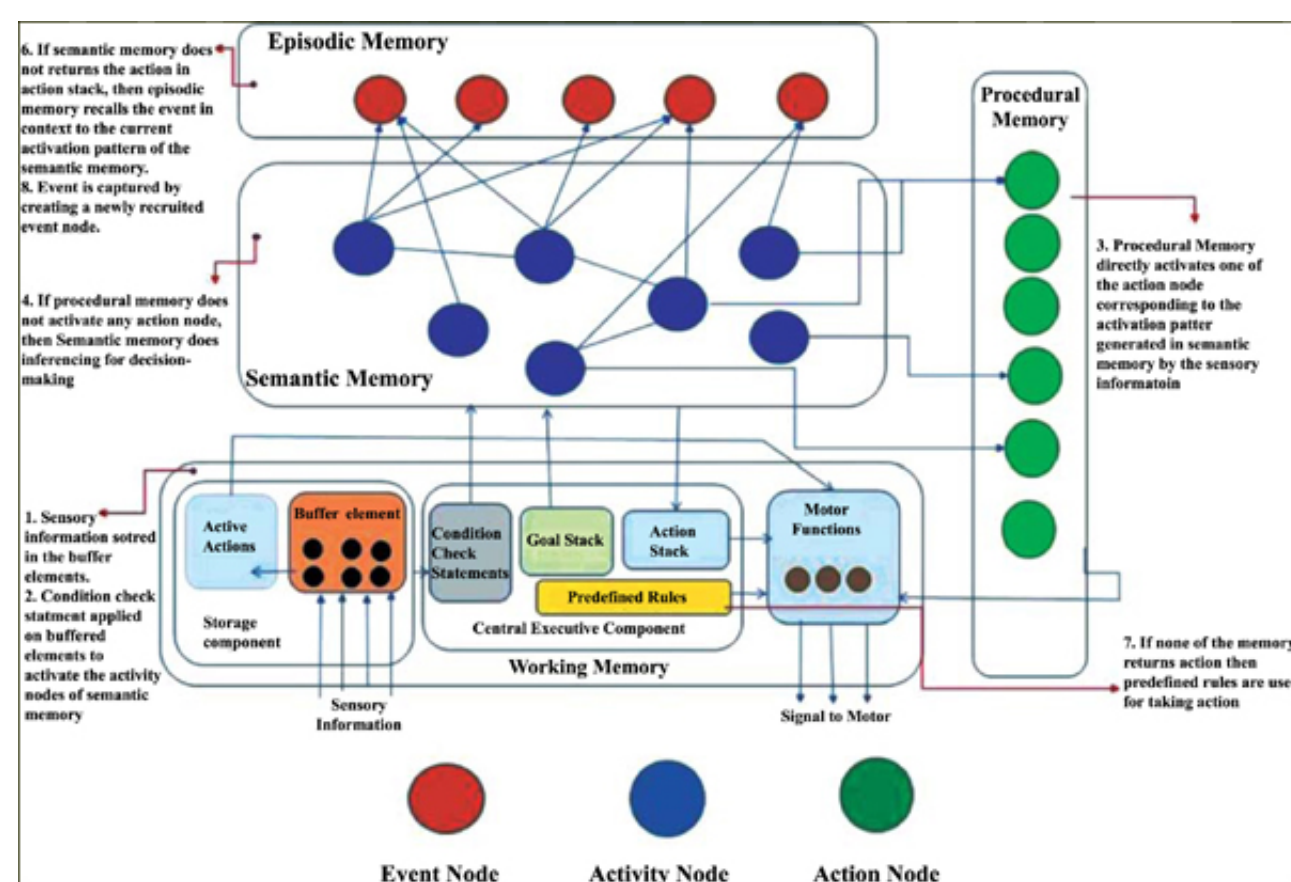 Episodic Memory
6. If semantic memory does
not returns the action in
action stack, then episodic
memory recalls the event in
context to the current
activation pattern of the
semantic memory.
8. Event is captured by
creating a newly recruited
event node.
Procedural
Memory
3. Procedural Memory
directly activates one of
the action node
corresponding to the
activation patter
generated in semantic
memory by the sensory
informatoin
4. If procedural memory does
not activate any action node,
then Semantic memory does
inferencing for decision-
making
Semantic Memory
1. Sensory
information sotred in
the buffer
elements.
2. Condition check
statment applied
on buffered
elements to
activate the activity
nodes of semantic
memory
Active
Actions
Buffer element
Storage
component
Condition
Check
Statements
Goal Stack
Action
Stack
Predefined Rules
Central Executive Component
Motor
Functions
Working Memory
Sensory
Information
Signal to Motor
7. If none of the memory
returns action then
predefined rules are use
for taking action
Event Node
Activity Node
Action Node